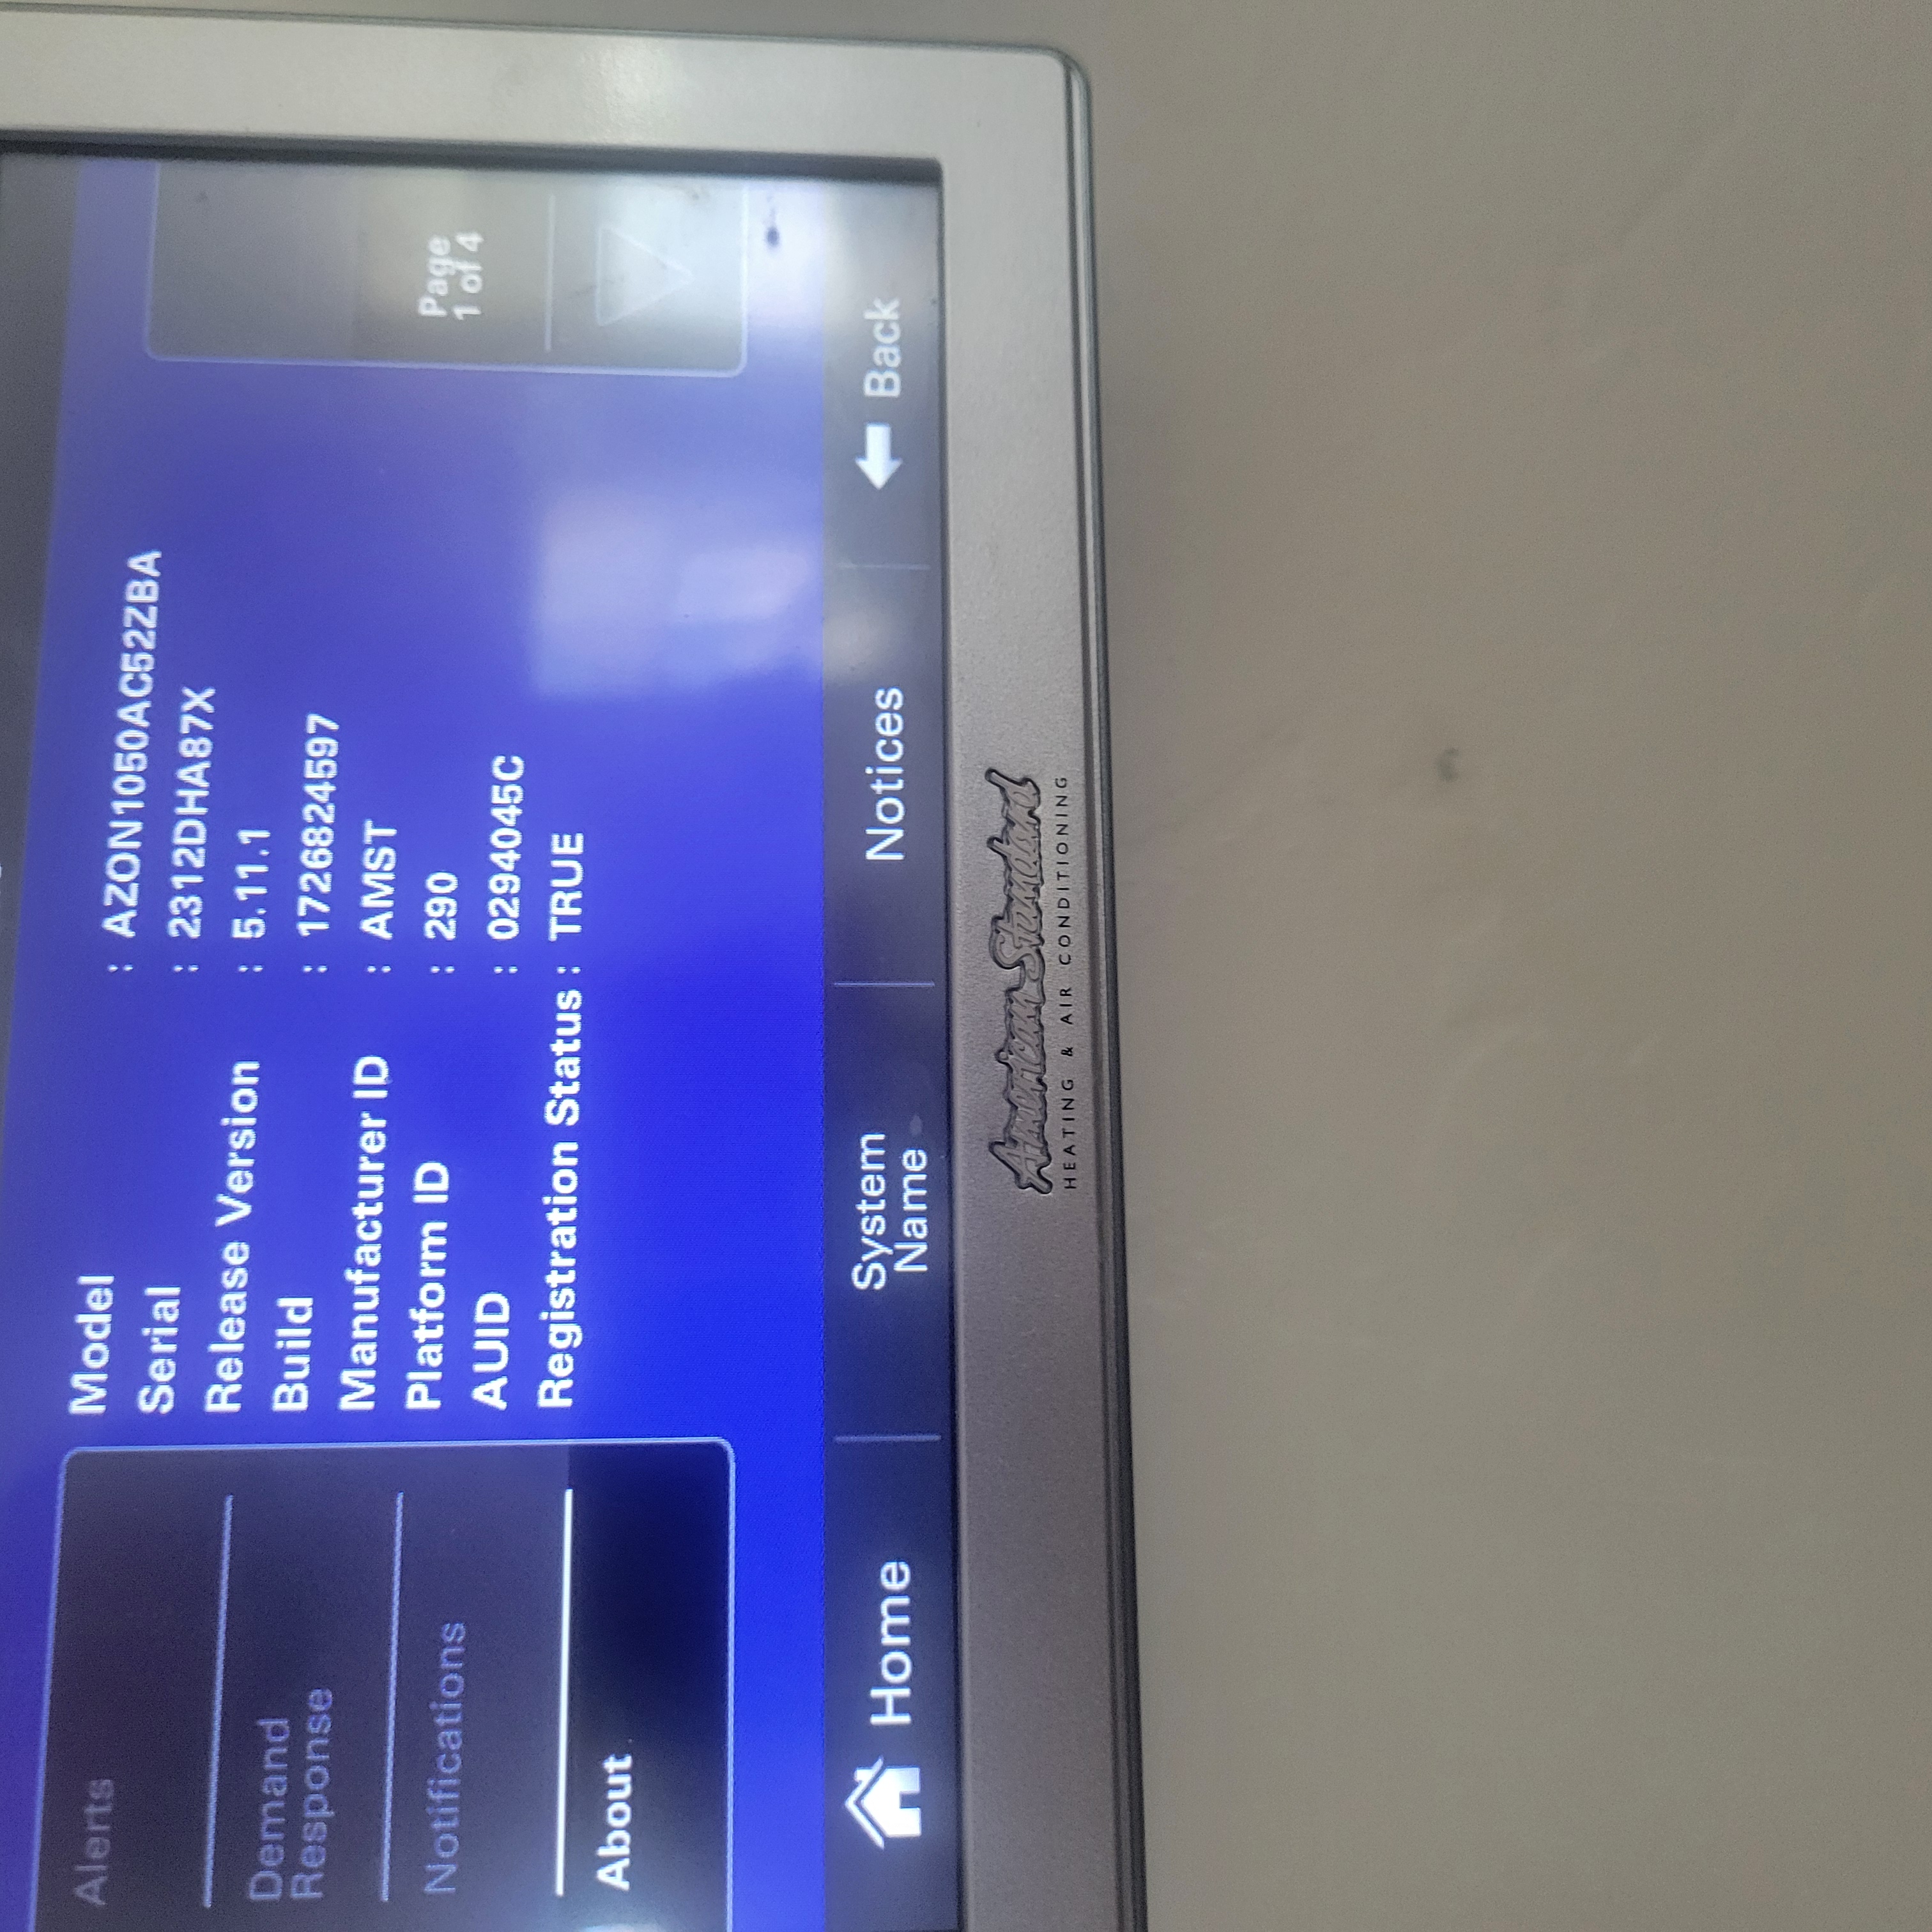 Alerts
Demand
Response
Notifications
About
Model : AZON1050AC52ZBA
Serial : 2312DHA87X
Release Version : 5.11.1
Build : 1726824597
Manufacturer ID : AMST
Platform ID : 290
AUID : 0294045C
Registration Status : TRUE
Page
1 of 4
Home
System
Name
Notices
Back
American Standard
HEATING & AIR CONDITIONING